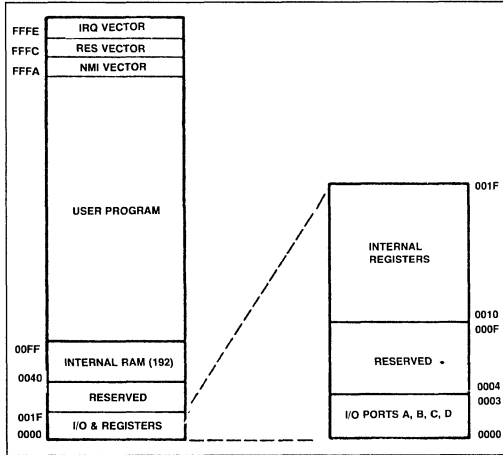 FFFE
IRQ VECTOR
FFFC
RES VECTOR
FFFA
NMI VECTOR
USER PROGRAM
00FF
INTERNAL RAM (192)
0040
RESERVED
001F
I/O & REGISTERS
0000
001F
INTERNAL
REGISTERS
0010
000F
RESERVED
0004
0003
I/O PORTS A, B, C, D
0000